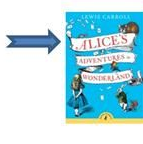 LEWIS CARROLL
ALICE'S
ADVENTURES IN
WONDERLAND